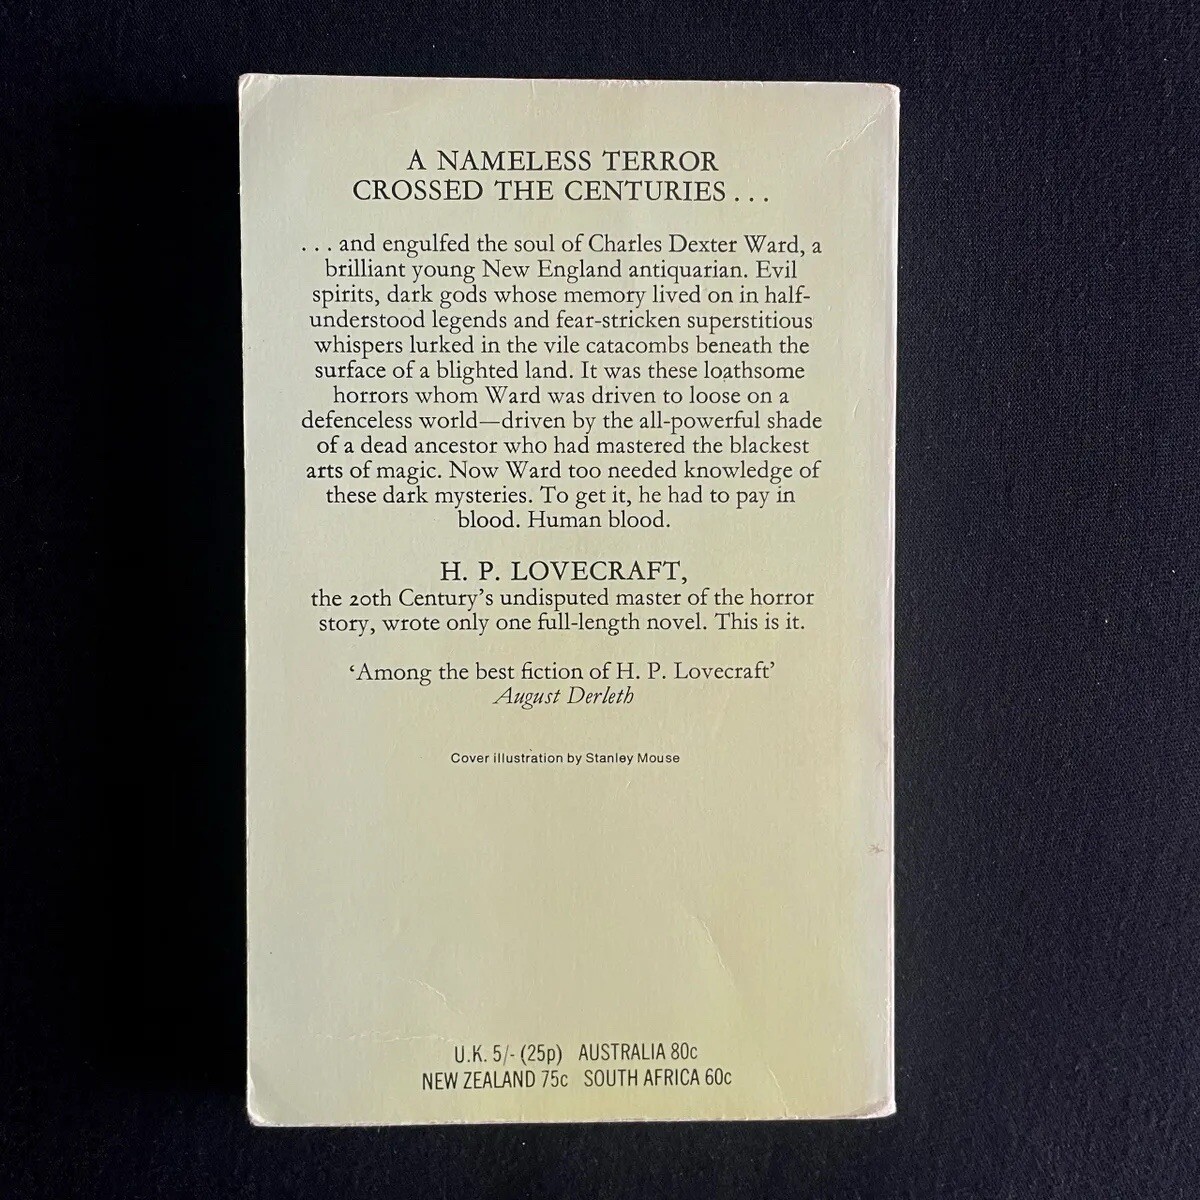 A NAMELESS TERROR
CROSSED THE CENTURIES . . .
. . . and engulfed the soul of Charles Dexter Ward, a
brilliant young New England antiquarian. Evil
spirits, dark gods whose memory lived on in half-
understood legends and fear-stricken superstitious
whispers lurked in the vile catacombs beneath the
surface of a blighted land. It was these loathsome
horrors whom Ward was driven to loose on a
defenceless world—driven by the all-powerful shade
of a dead ancestor who had mastered the blackest
arts of magic. Now Ward too needed knowledge of
these dark mysteries. To get it, he had to pay in
blood. Human blood.
H. P. LOVECRAFT,
the 20th Century's undisputed master of the horror
story, wrote only one full-length novel. This is it.
‘Among the best fiction of H. P. Lovecraft’
August Derleth
Cover illustration by Stanley Mouse
U.K. 5/- (25p) AUSTRALIA 80c
NEW ZEALAND 75c SOUTH AFRICA 60c